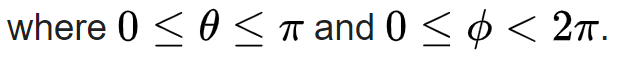 where 0 ≤ θ ≤ π and 0 ≤ ϕ < 2π.